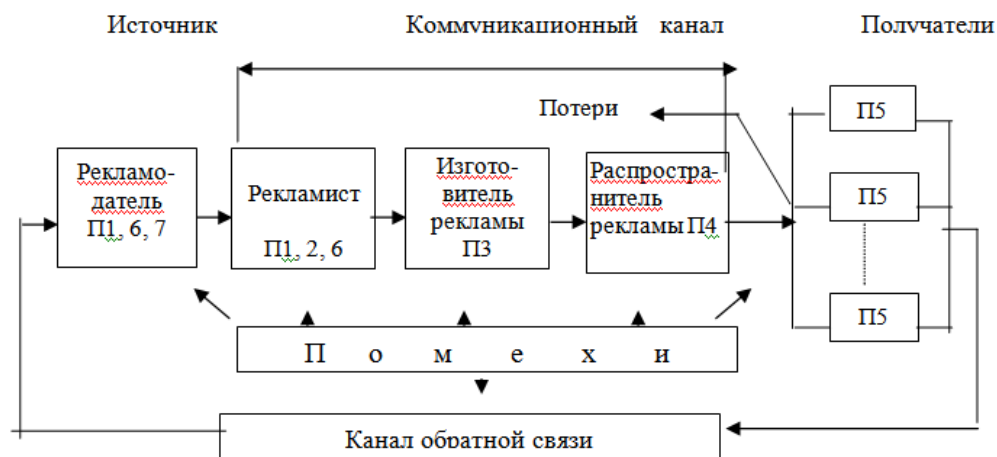 Источник Коммуникационный канал Получатели
Потери
П5
Рекламо-
датель
П1, 6, 7
Рекламист
П1, 2, 6
Изгото-
витель
рекламы
П3
Распростра-
нитель
рекламы П4
П5
П5
П о м е х и
Канал обратной связи